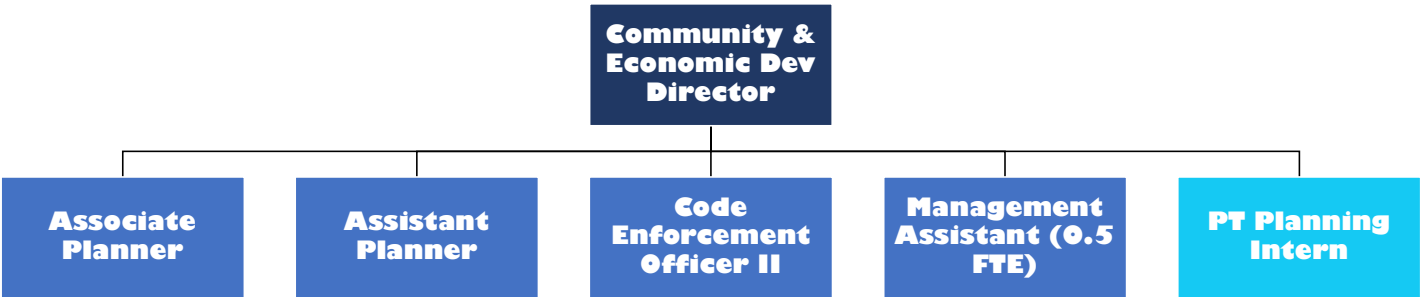 Community &
Economic Dev
Director
Associate
Planner
Assistant
Planner
Code
Enforcement
Officer II
Management
Assistant (0.5
FTE)
PT Planning
Intern